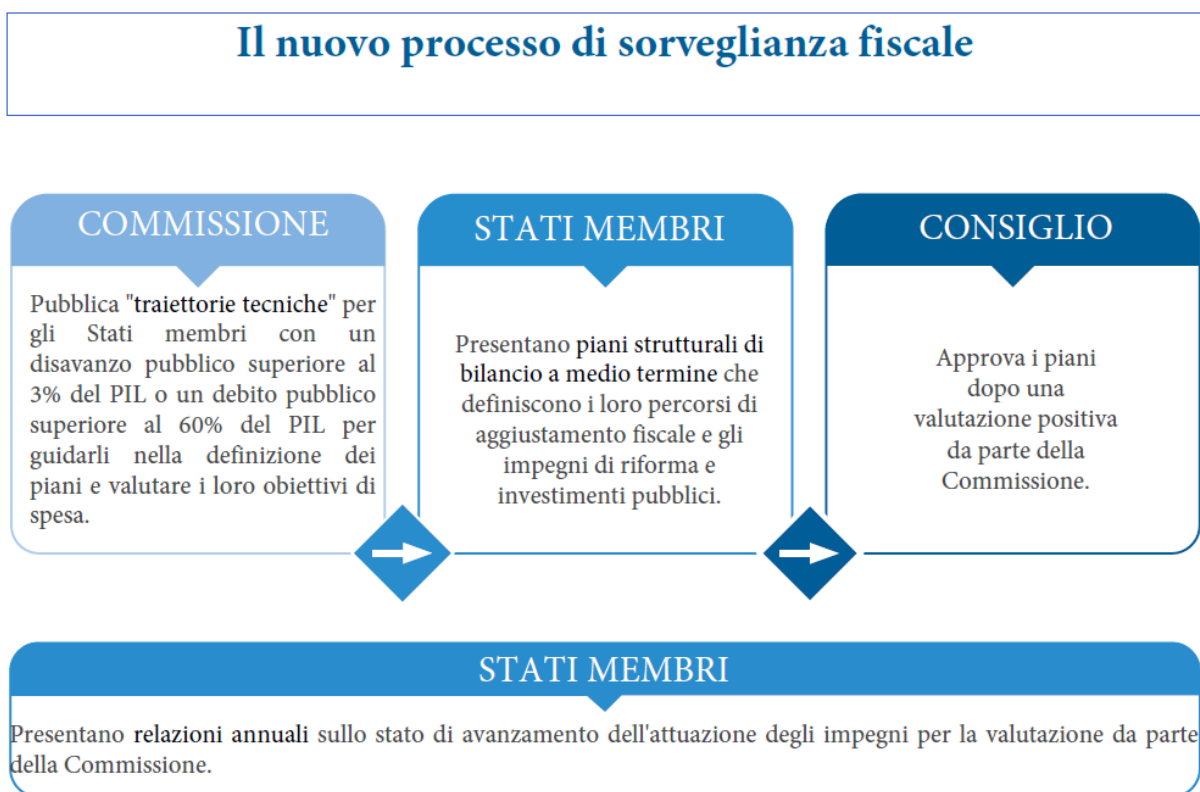 Il nuovo processo di sorveglianza fiscale
COMMISSIONE
Pubblica "traiettorie tecniche" per
gli Stati membri con un
disavanzo pubblico superiore al
3% del PIL o un debito pubblico
superiore al 60% del PIL per
guidarli nella definizione dei
piani e valutare i loro obiettivi di
spesa.
STATI MEMBRI
Presentano piani strutturali di
bilancio a medio termine che
definiscono i loro percorsi di
aggiustamento fiscale e gli
impegni di riforma e
investimenti pubblici.
CONSIGLIO
Approva i piani
dopo una
valutazione positiva
da parte della
Commissione.
STATI MEMBRI
Presentano relazioni annuali sullo stato di avanzamento dell'attuazione degli impegni per la valutazione da parte
della Commissione.